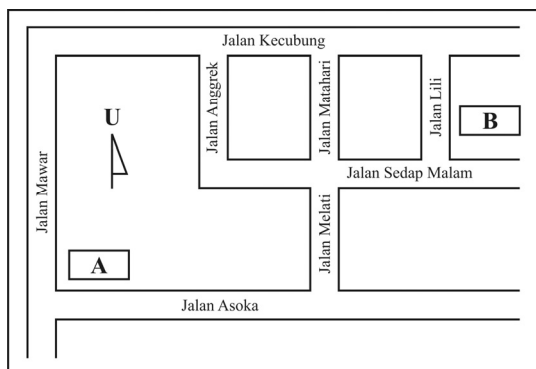 Jalan Kecubung
Jalan Anggrek
Jalan Matahari
Jalan Lili
U
B
Jalan Mawar
Jalan Sedap Malam
Jalan Melati
A
Jalan Asoka